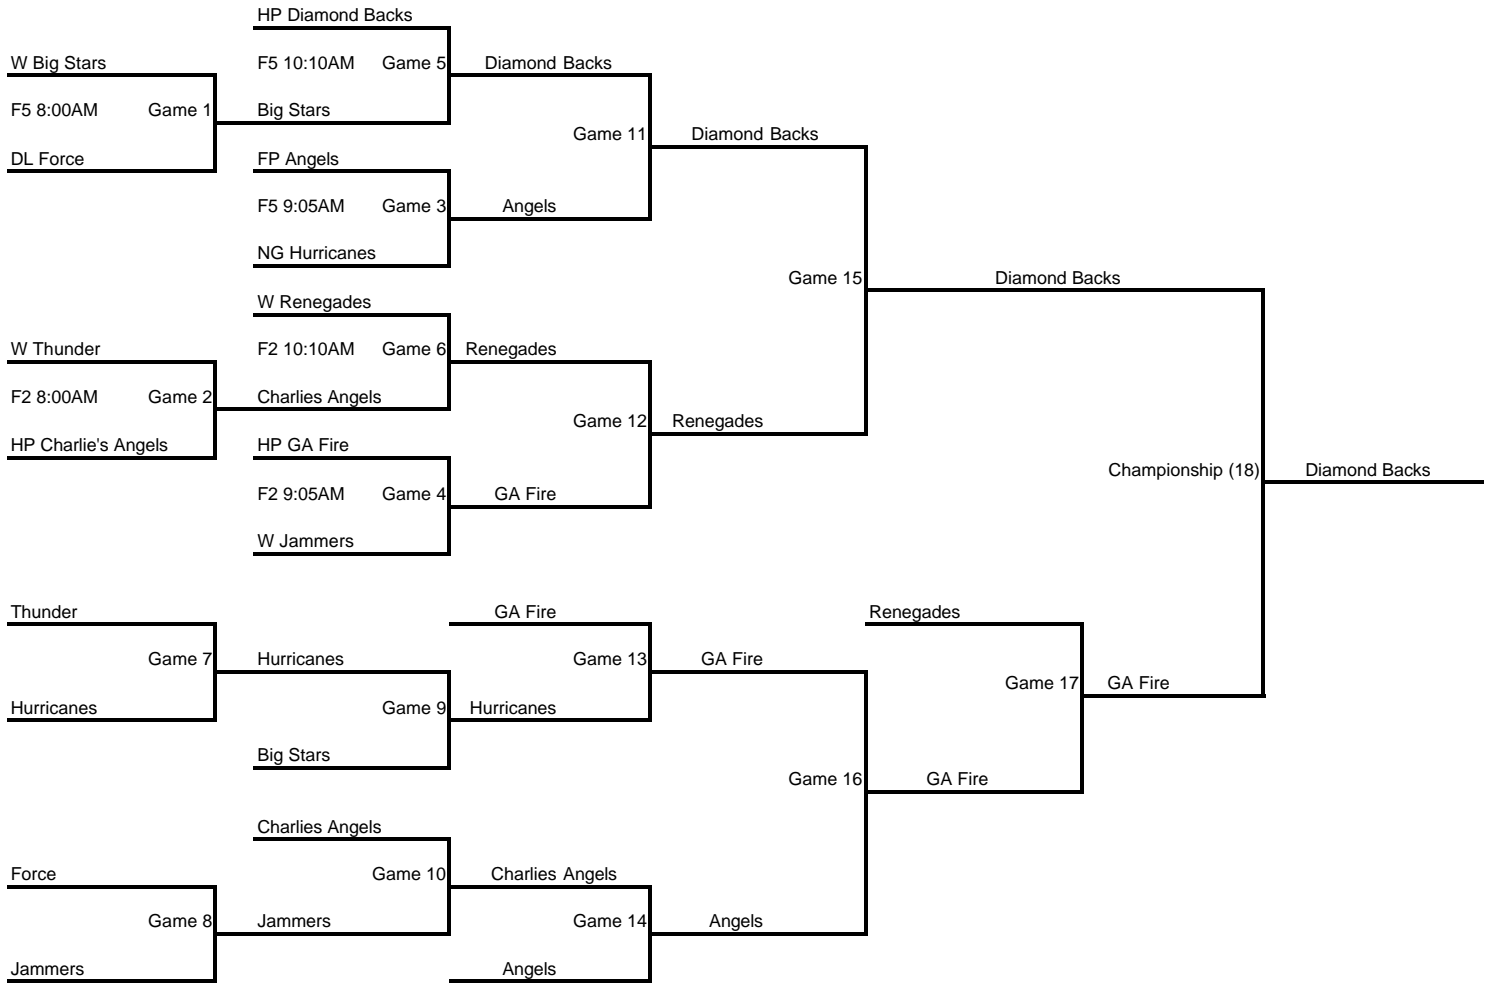 HP Diamond Backs
W Big Stars
F5 10:10AM Game 5
Diamond Backs
F5 8:00AM Game 1
Big Stars
Game 11
Diamond Backs
DL Force
FP Angels
F5 9:05AM Game 3
Angels
NG Hurricanes
Game 15
Diamond Backs
W Renegades
W Thunder
F2 10:10AM Game 6
Renegades
F2 8:00AM Game 2
Charlies Angels
Game 12
Renegades
HP Charlie's Angels
HP GA Fire
Championship (18)
Diamond Backs
F2 9:05AM Game 4
GA Fire
W Jammers
Thunder
GA Fire
Renegades
Game 7
Hurricanes
Game 13
GA Fire
Game 17
GA Fire
Hurricanes
Game 9
Hurricanes
Big Stars
Game 16
GA Fire
Charlies Angels
Force
Game 10
Charlies Angels
Game 8
Jammers
Game 14
Angels
Jammers
Angels